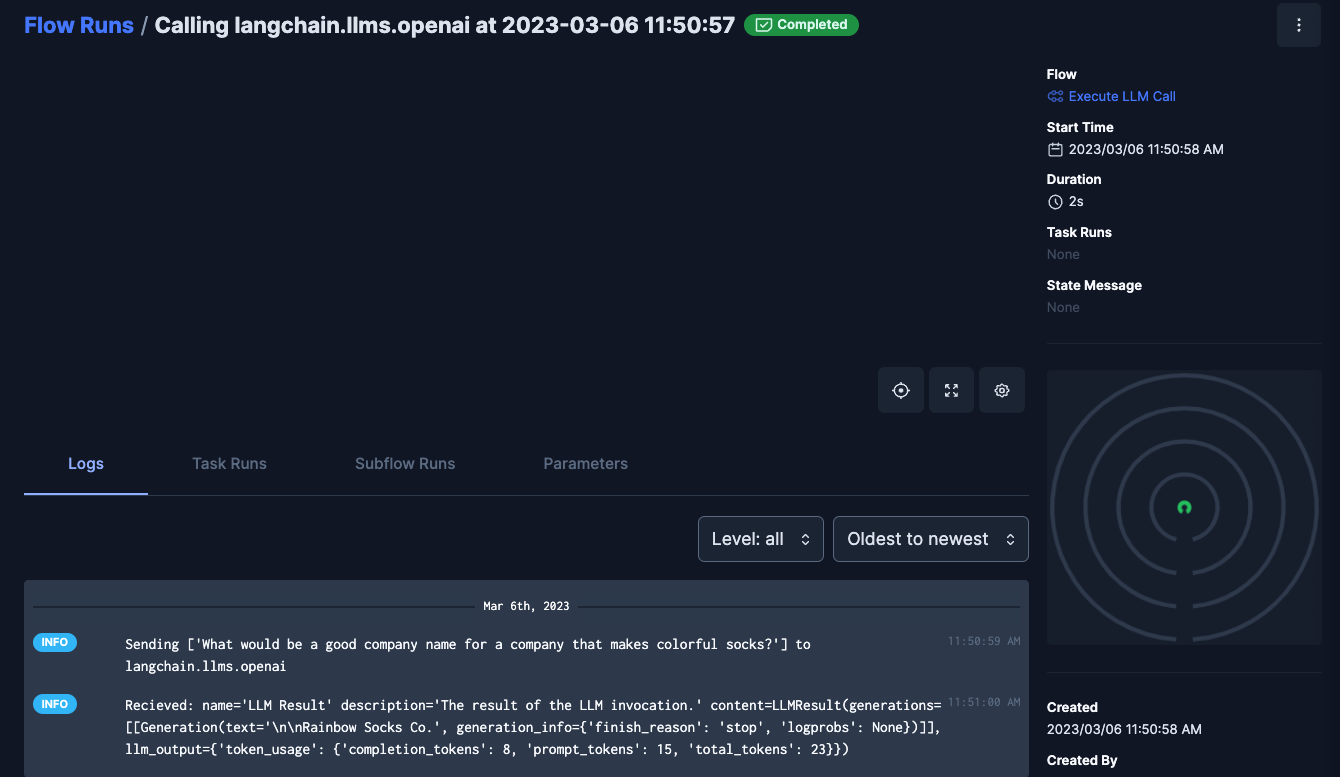 Flow Runs / Calling langchain.llms.openai at 2023-03-06 11:50:57 Completed
Flow
Execute LLM Call
Start Time
2023/03/06 11:50:58 AM
Duration
2s
Task Runs
None
State Message
None
Logs Task Runs Subflow Runs Parameters
Level: all Oldest to newest
Mar 6th, 2023
INFO Sending ['What would be a good company name for a company that makes colorful socks?'] to 11:50:59 AM
langchain.llms.openai
INFO Recieved: name='LLM Result' description='The result of the LLM invocation.' content=LLMResult(generations= 11:51:00 AM
[[Generation(text='\n\nRainbow Socks Co.', generation_info={'finish_reason': 'stop', 'logprobs': None})]],
llm_output={'token_usage': {'completion_tokens': 8, 'prompt_tokens': 15, 'total_tokens': 23}})
Created
2023/03/06 11:50:58 AM
Created By